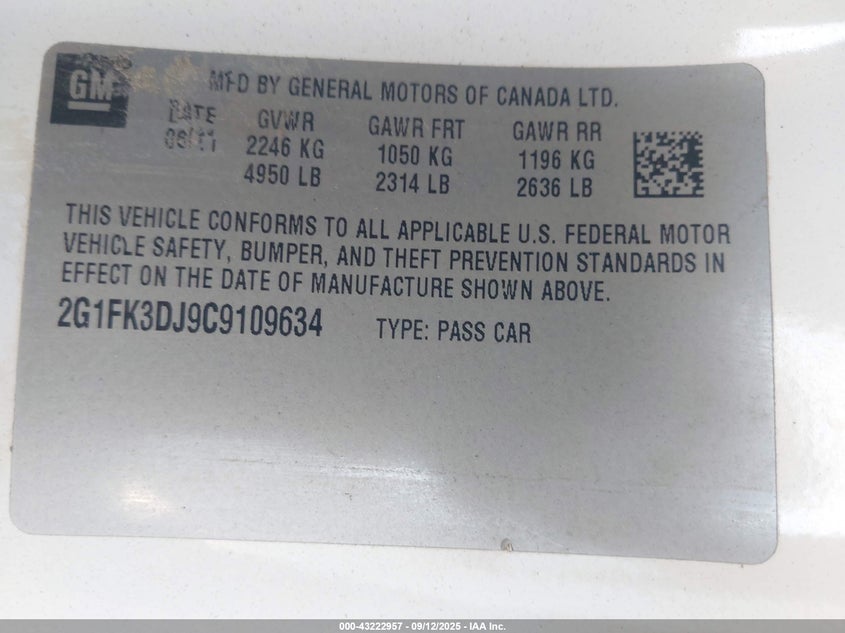 GM
MFD BY GENERAL MOTORS OF CANADA LTD.
DATE GVWR GAWR FRT GAWR RR
08/11 2246 KG 1050 KG 1196 KG
4950 LB 2314 LB 2636 LB
THIS VEHICLE CONFORMS TO ALL APPLICABLE U.S. FEDERAL MOTOR
VEHICLE SAFETY, BUMPER, AND THEFT PREVENTION STANDARDS IN
EFFECT ON THE DATE OF MANUFACTURE SHOWN ABOVE.
2G1FK3DJ9C9109634 TYPE: PASS CAR
000-43222957 - 09/12/2025 - IAA Inc.